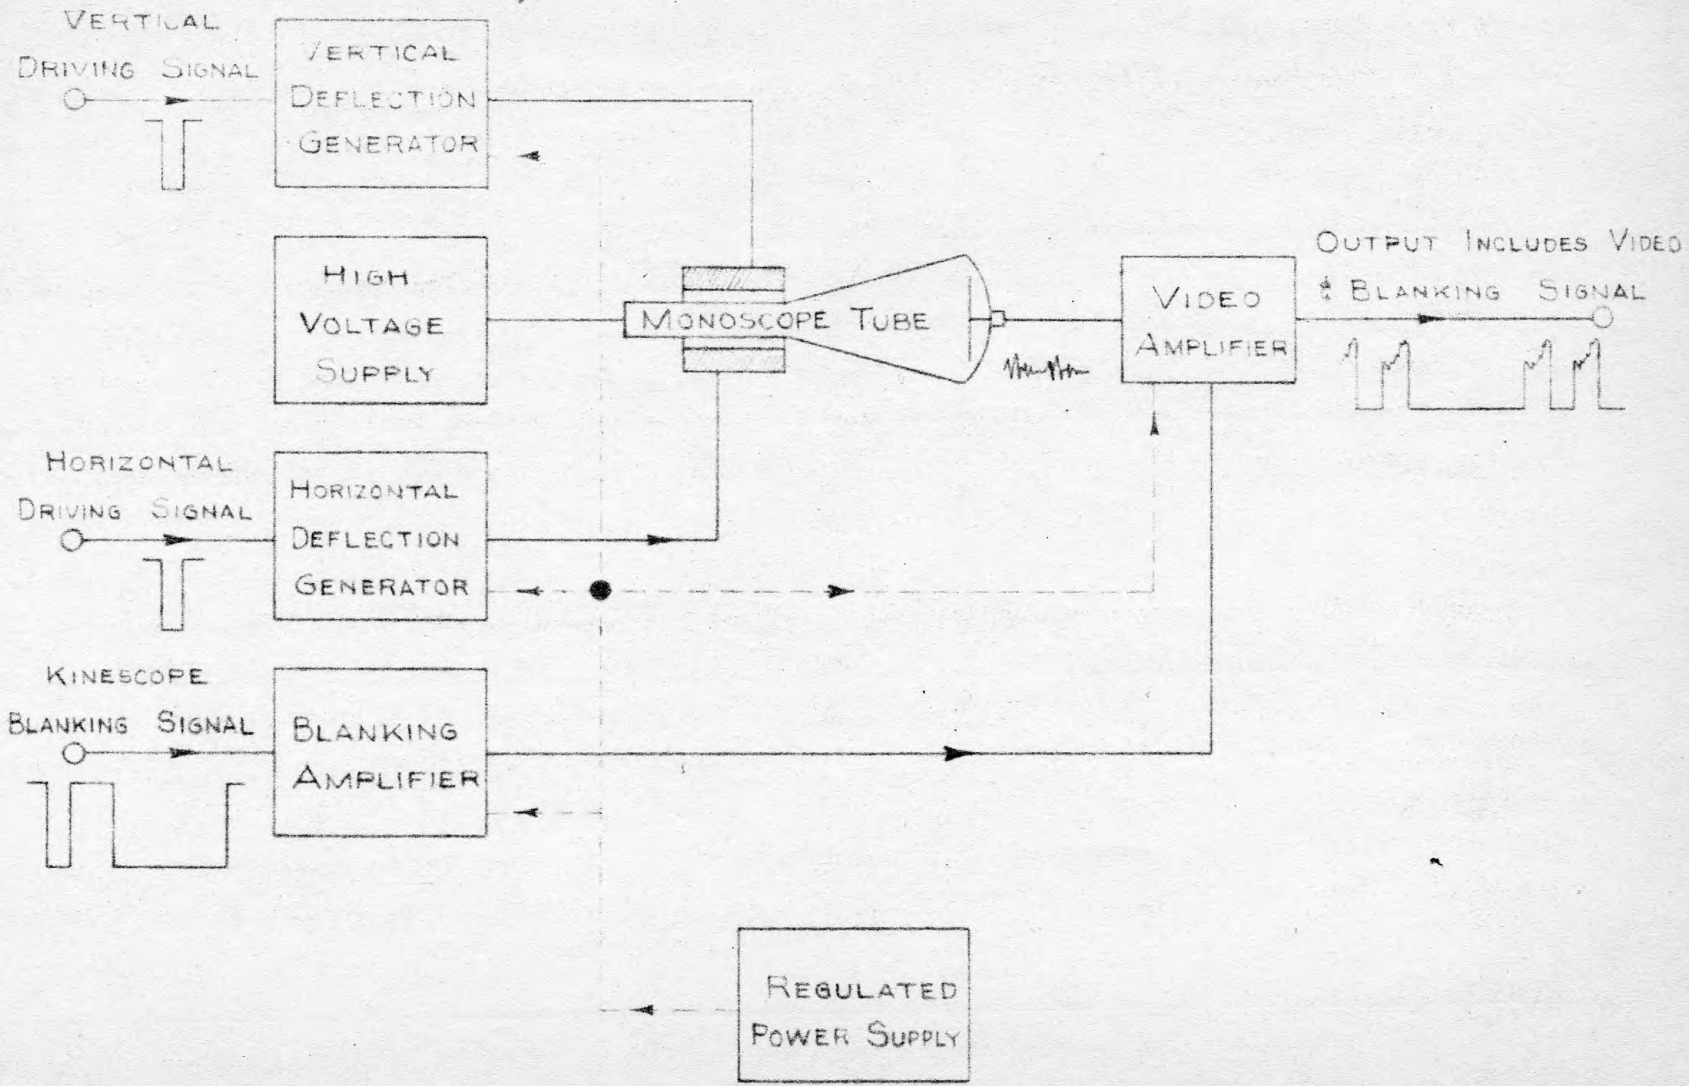 VERTICAL
DRIVING SIGNAL
VERTICAL
DEFLECTION
GENERATOR
HIGH
VOLTAGE
SUPPLY
MONOSCOPE TUBE
VIDEO
AMPLIFIER
OUTPUT INCLUDES VIDEO
& BLANKING SIGNAL
HORIZONTAL
DRIVING SIGNAL
HORIZONTAL
DEFLECTION
GENERATOR
KINESCOPE
BLANKING SIGNAL
BLANKING
AMPLIFIER
REGULATED
POWER SUPPLY